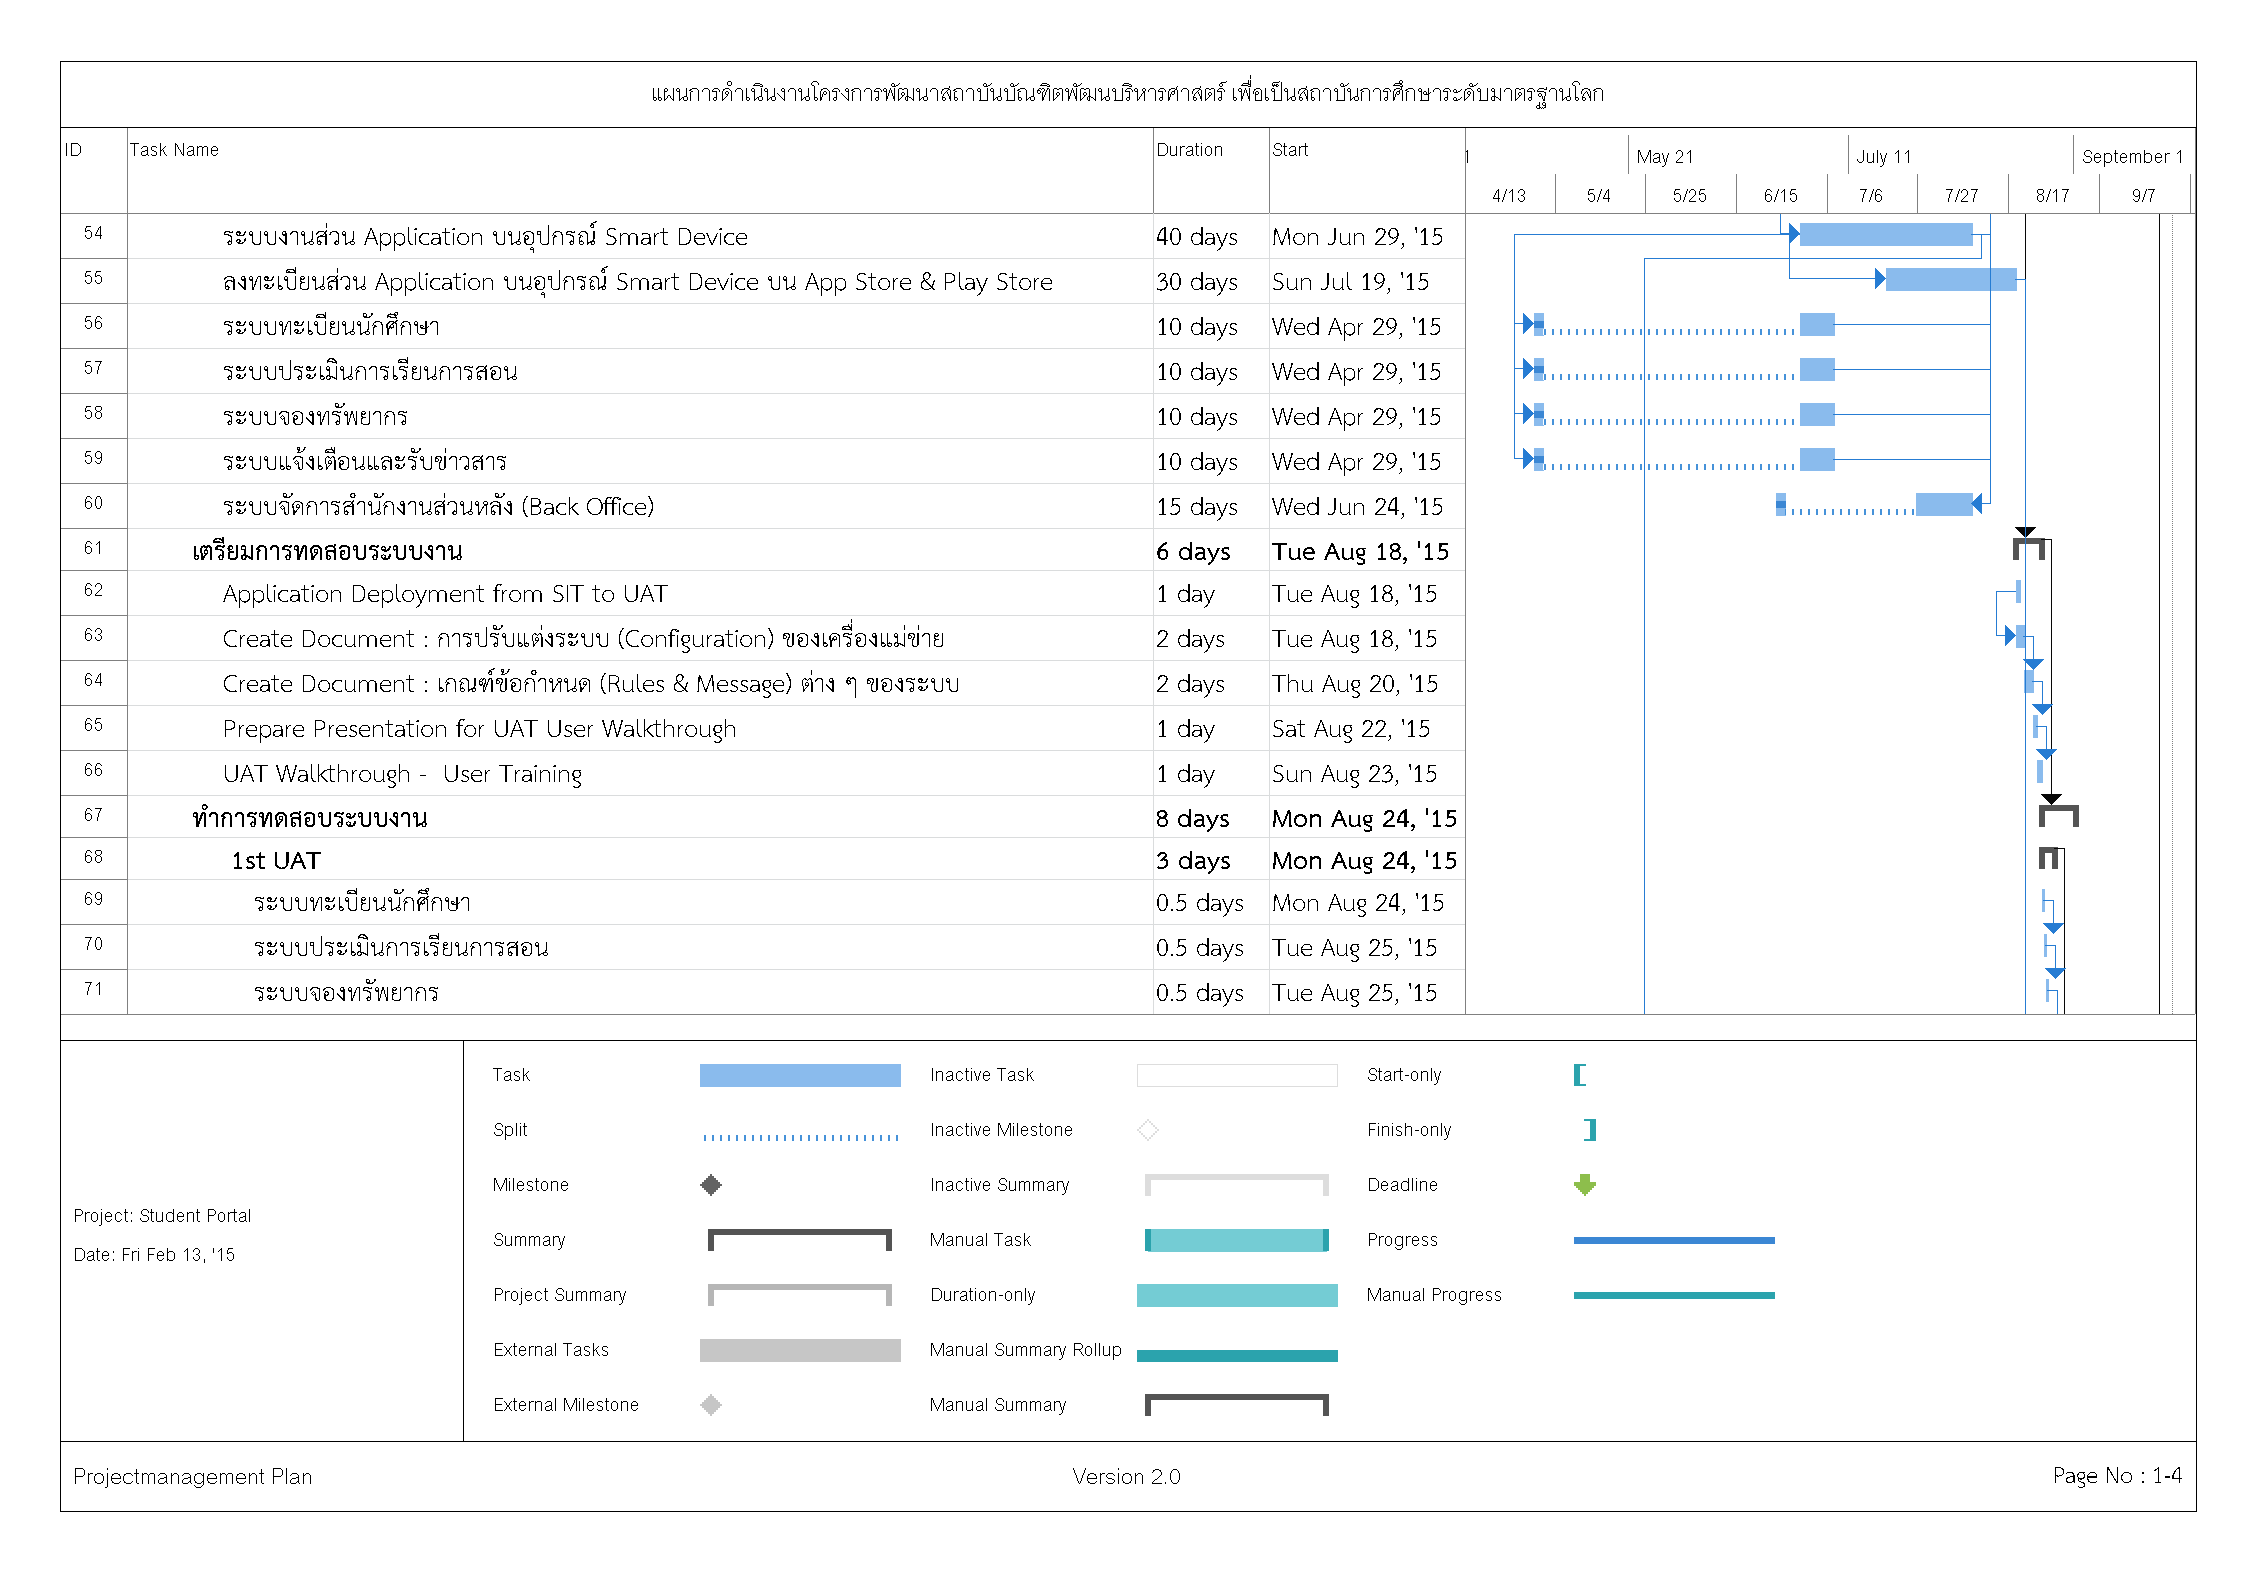 แผนการดำเนินงานโครงการพัฒนาสถาบันบัณฑิตพัฒนบริหารศาสตร์ เพื่อเป็นสถาบันการศึกษาระดับมาตรฐานโลก
ID Task Name Duration Start 1 May 21 July 11 September 1
4/13 5/4 5/25 6/15 7/6 7/27 8/17 9/7
54 ระบบงานส่วน Application บนอุปกรณ์ Smart Device 40 days Mon Jun 29, '15
55 ลงทะเบียนส่วน Application บนอุปกรณ์ Smart Device บน App Store & Play Store 30 days Sun Jul 19, '15
56 ระบบทะเบียนนักศึกษา 10 days Wed Apr 29, '15
57 ระบบประเมินการเรียนการสอน 10 days Wed Apr 29, '15
58 ระบบจองทรัพยากร 10 days Wed Apr 29, '15
59 ระบบแจ้งเตือนและรับข่าวสาร 10 days Wed Apr 29, '15
60 ระบบจัดการสำนักงานส่วนหลัง (Back Office) 15 days Wed Jun 24, '15
61 เตรียมการทดสอบระบบงาน 6 days Tue Aug 18, '15
62 Application Deployment from SIT to UAT 1 day Tue Aug 18, '15
63 Create Document : การปรับแต่งระบบ (Configuration) ของเครื่องแม่ข่าย 2 days Tue Aug 18, '15
64 Create Document : เกณฑ์ข้อกำหนด (Rules & Message) ต่าง ๆ ของระบบ 2 days Thu Aug 20, '15
65 Prepare Presentation for UAT User Walkthrough 1 day Sat Aug 22, '15
66 UAT Walkthrough - User Training 1 day Sun Aug 23, '15
67 ทำการทดสอบระบบงาน 8 days Mon Aug 24, '15
68 1st UAT 3 days Mon Aug 24, '15
69 ระบบทะเบียนนักศึกษา 0.5 days Mon Aug 24, '15
70 ระบบประเมินการเรียนการสอน 0.5 days Tue Aug 25, '15
71 ระบบจองทรัพยากร 0.5 days Tue Aug 25, '15
Project: Student Portal
Date: Fri Feb 13, '15
Task Inactive Task Start-only
Split Inactive Milestone Finish-only
Milestone Inactive Summary Deadline
Summary Manual Task Progress
Project Summary Duration-only Manual Progress
External Tasks Manual Summary Rollup
External Milestone Manual Summary
Projectmanagement Plan Version 2.0 Page No : 1-4